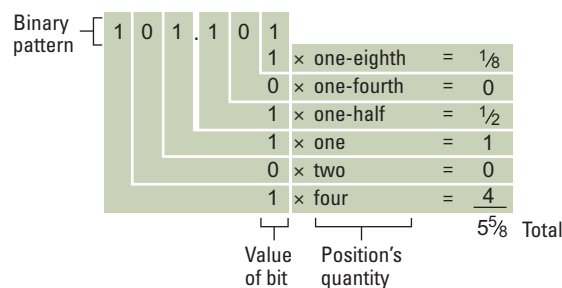 Binary
pattern
1 0 1 . 1 0 1
1 × one-eighth = 1/8
0 × one-fourth = 0
1 × one-half = 1/2
1 × one = 1
0 × two = 0
1 × four = 4
5 5/8 Total
Value
of bit
Position's
quantity